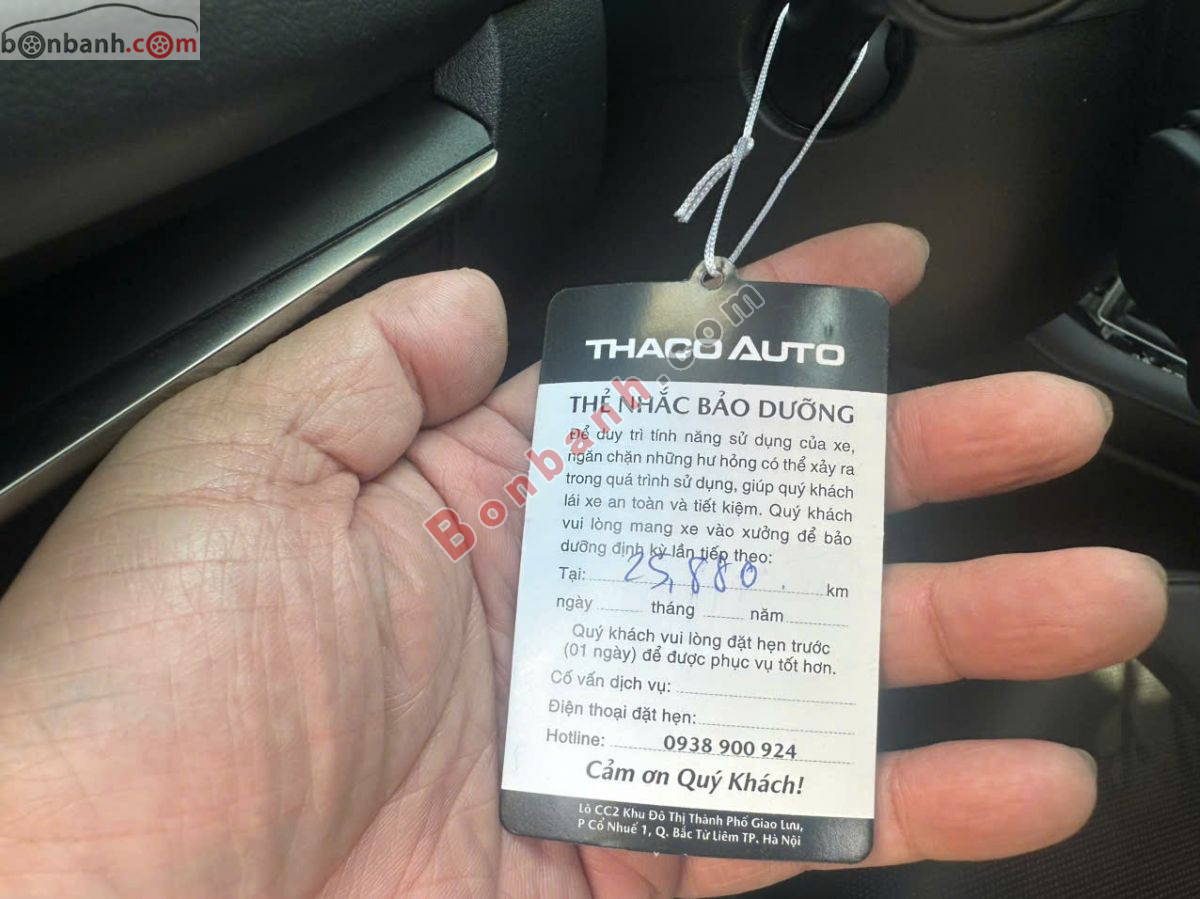 bonbanh.com
THACO AUTO
THẺ NHẮC BẢO DƯỠNG
Để duy trì tính năng sử dụng của xe,
ngăn chặn những hư hỏng có thể xảy ra
trong quá trình sử dụng, giúp quý khách
lái xe an toàn và tiết kiệm. Quý khách
vui lòng mang xe vào xưởng để bảo
dưỡng định kỳ lần tiếp theo:
Tại: 25,880 km
ngày tháng năm
Quý khách vui lòng đặt hẹn trước
(01 ngày) để được phục vụ tốt hơn.
Cố vấn dịch vụ:
Điện thoại đặt hẹn:
Hotline: 0938 900 924
Cảm ơn Quý Khách!
Lô CC2 Khu Đô Thị Thành Phố Giao Lưu,
P Cổ Nhuế 1, Q. Bắc Từ Liêm TP. Hà Nội
Bonbanh.com